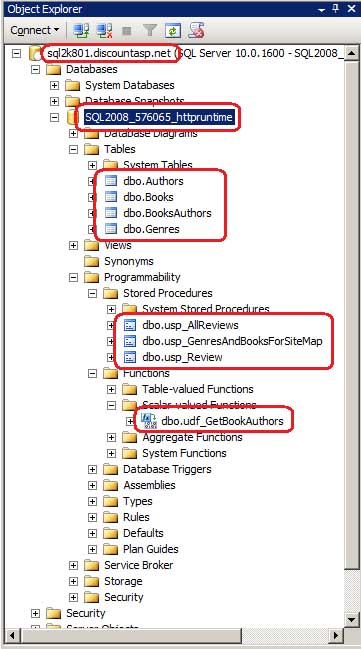 Object Explorer
Connect
sql2k801.discountasp.net (SQL Server 10.0.1600 - SQL2008_
Databases
System Databases
Database Snapshots
SQL2008_576065_httpruntime
Database Diagrams
Tables
System Tables
dbo.Authors
dbo.Books
dbo.BooksAuthors
dbo.Genres
Views
Synonyms
Programmability
Stored Procedures
System Stored Procedures
dbo.usp_AllReviews
dbo.usp_GenresAndBooksForSiteMap
dbo.usp_Review
Functions
Table-valued Functions
Scalar-valued Functions
dbo.udf_GetBookAuthors
Aggregate Functions
System Functions
Database Triggers
Assemblies
Types
Rules
Defaults
Plan Guides
Service Broker
Storage
Security
Security
Server Objects